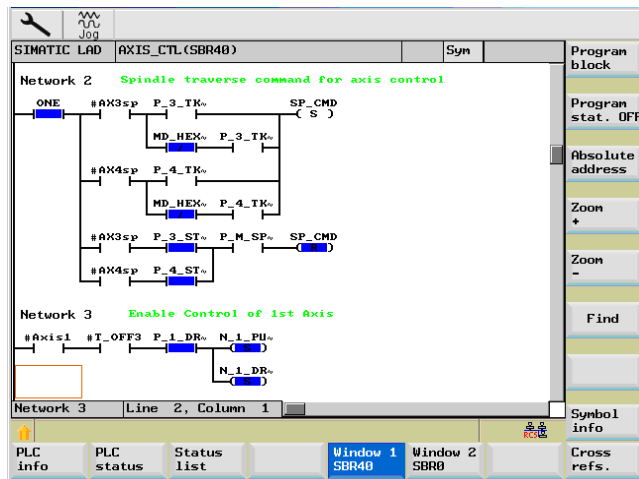 Jog
SIMATIC LAD AXIS_CTL(SBR40) Sym
Network 2 Spindle traverse command for axis control
ONE #AX3sp P_3_TK~ SP_CMD
S
MD_HEX~ P_3_TK~
#AX4sp P_4_TK~
MD_HEX~ P_4_TK~
#AX3sp P_3_ST~ P_M_SP~ SP_CMD
R
#AX4sp P_4_ST~
Network 3 Enable Control of 1st Axis
#Axis1 #T_OFF3 P_1_DR~ N_1_PU~
S
N_1_DR~
S
Network 3 Line 2, Column 1
Program
block
Program
stat. OFF
Absolute
address
Zoom
+
Zoom
-
Find
Symbol
info
RCS
PLC
info
PLC
status
Status
list
Window 1
SBR40
Window 2
SBR0
Cross
refs.